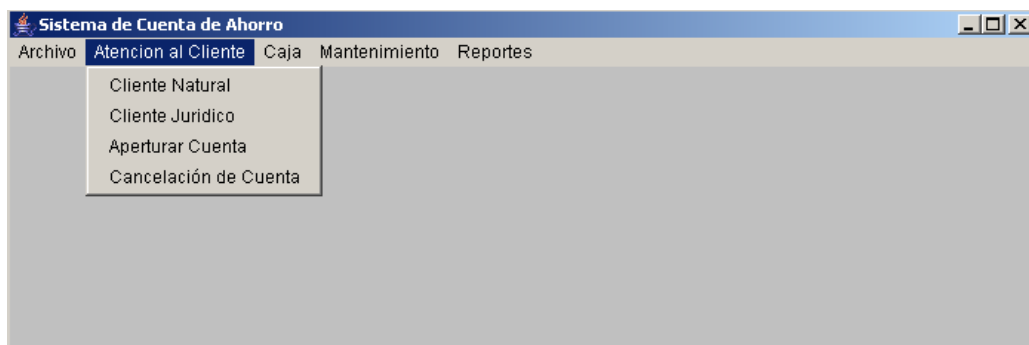 Sistema de Cuenta de Ahorro
Archivo Atencion al Cliente Caja Mantenimiento Reportes
Cliente Natural
Cliente Juridico
Aperturar Cuenta
Cancelación de Cuenta